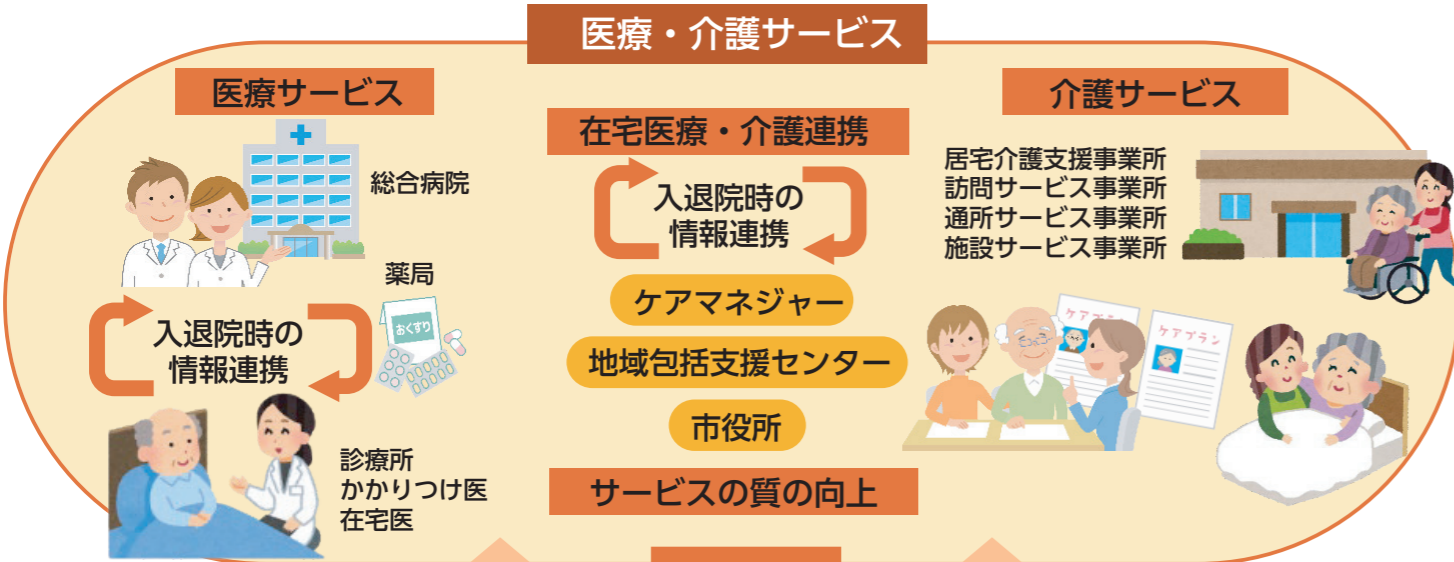 医療・介護サービス
医療サービス
総合病院
薬局
おくすり
入退院時の
情報連携
診療所
かかりつけ医
在宅医
在宅医療・介護連携
入退院時の
情報連携
ケアマネジャー
地域包括支援センター
市役所
サービスの質の向上
介護サービス
居宅介護支援事業所
訪問サービス事業所
通所サービス事業所
施設サービス事業所
ケアプラン
ケアプラン